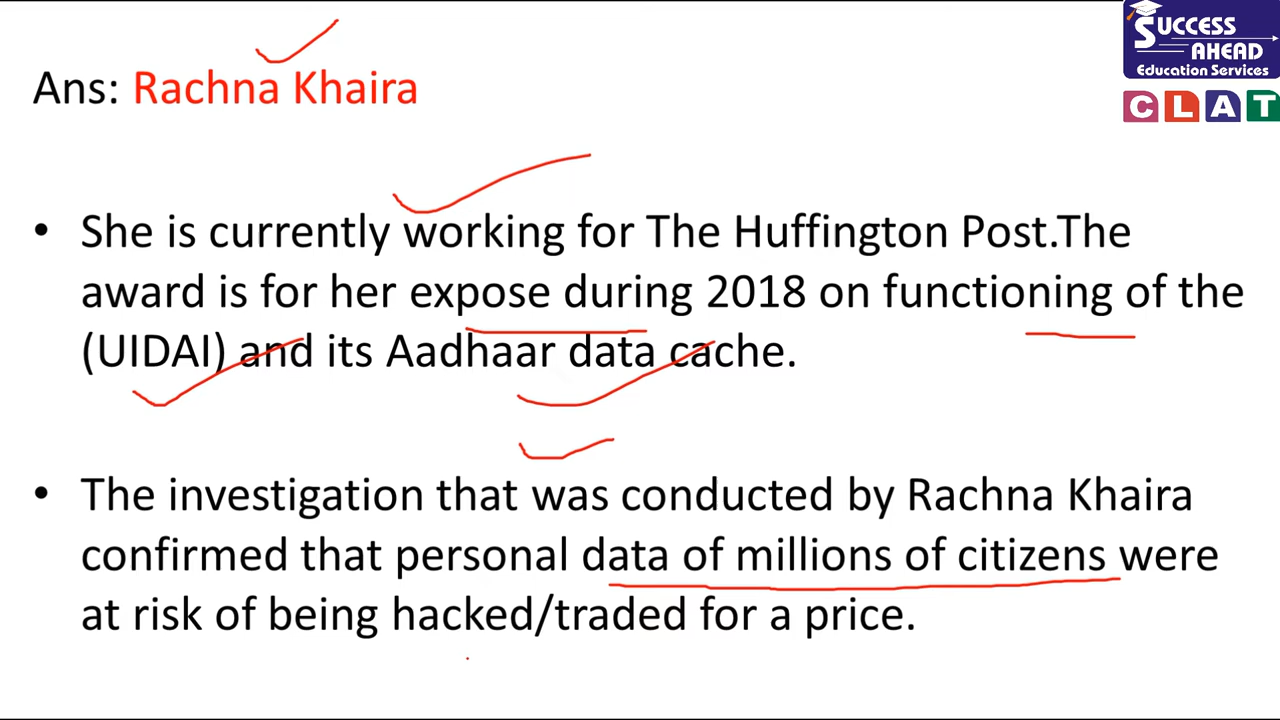 SUCCESS
AHEAD
Education Services
CLAT
Ans: Rachna Khaira
• She is currently working for The Huffington Post.The
award is for her expose during 2018 on functioning of the
(UIDAI) and its Aadhaar data cache.
• The investigation that was conducted by Rachna Khaira
confirmed that personal data of millions of citizens were
at risk of being hacked/traded for a price.